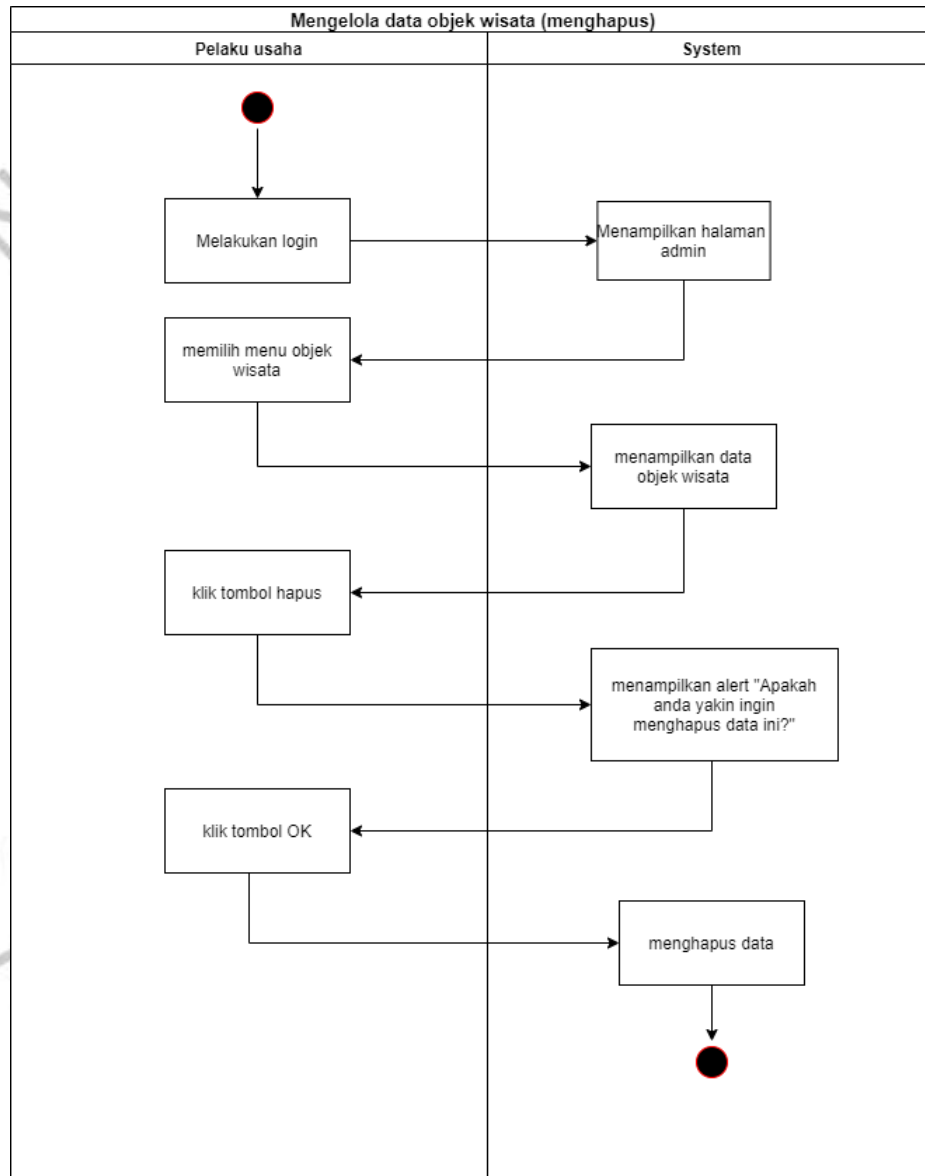 Mengelola data objek wisata (menghapus)
Pelaku usaha
System
Melakukan login
Menampilkan halaman
admin
memilih menu objek
wisata
menampilkan data
objek wisata
klik tombol hapus
menampilkan alert "Apakah
anda yakin ingin
menghapus data ini?"
klik tombol OK
menghapus data